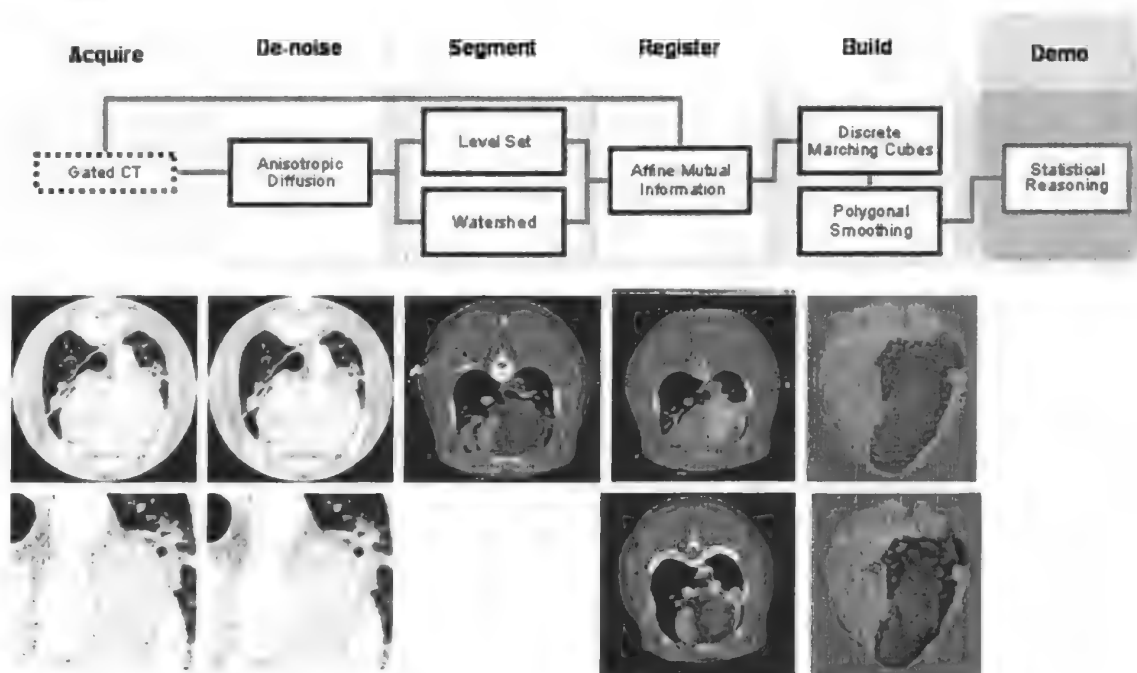 Acquire
De-noise
Segment
Register
Build
Demo
Gated CT
Anisotropic
Diffusion
Level Set
Watershed
Affine Mutual
Information
Discrete
Marching Cubes
Polygonal
Smoothing
Statistical
Reasoning